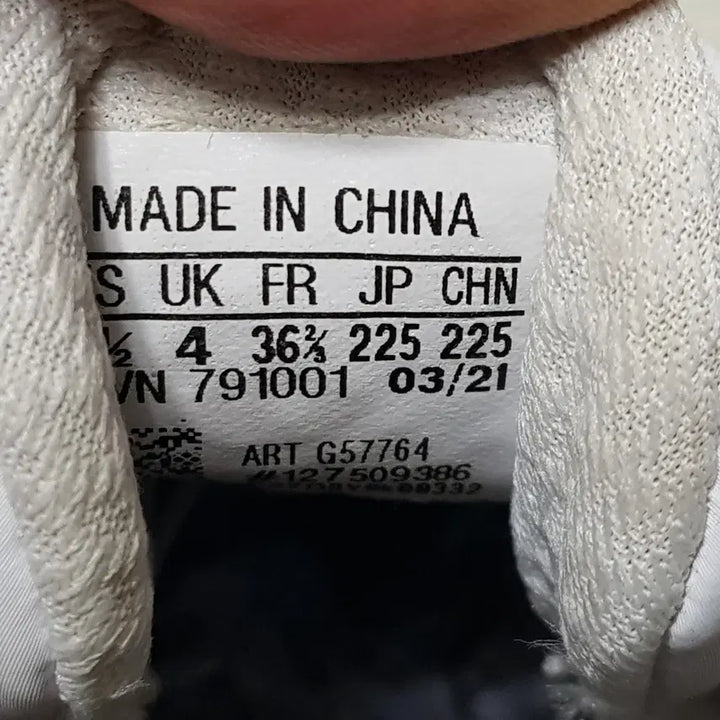 MADE IN CHINA
S UK FR JP CHN
½ 4 36⅔ 225 225
VN 791001 03/21
ART G57764
#127509386